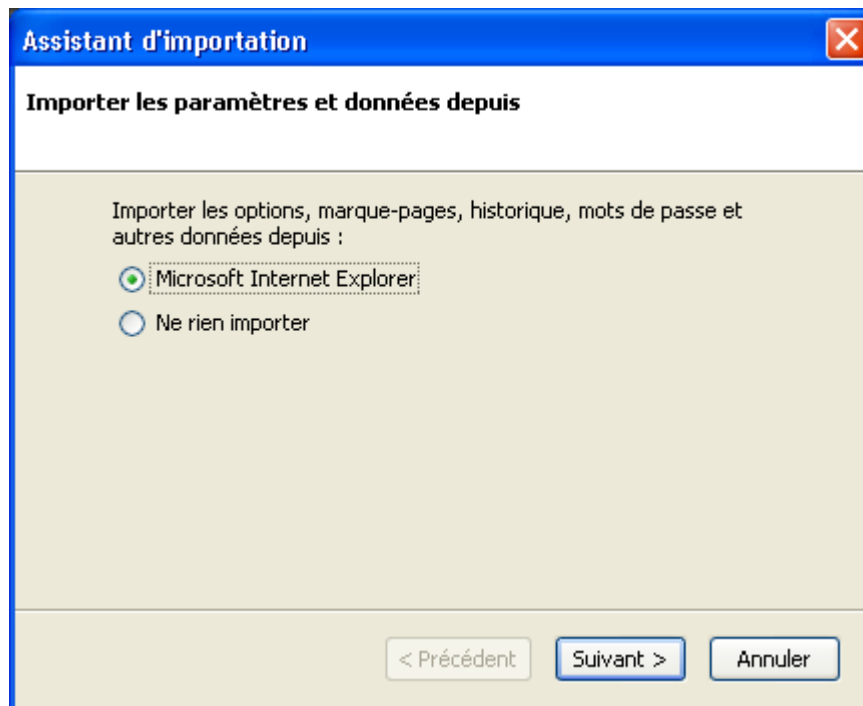 Assistant d'importation
Importer les paramètres et données depuis
Importer les options, marque-pages, historique, mots de passe et
autres données depuis :
Microsoft Internet Explorer
Ne rien importer
< Précédent
Suivant >
Annuler